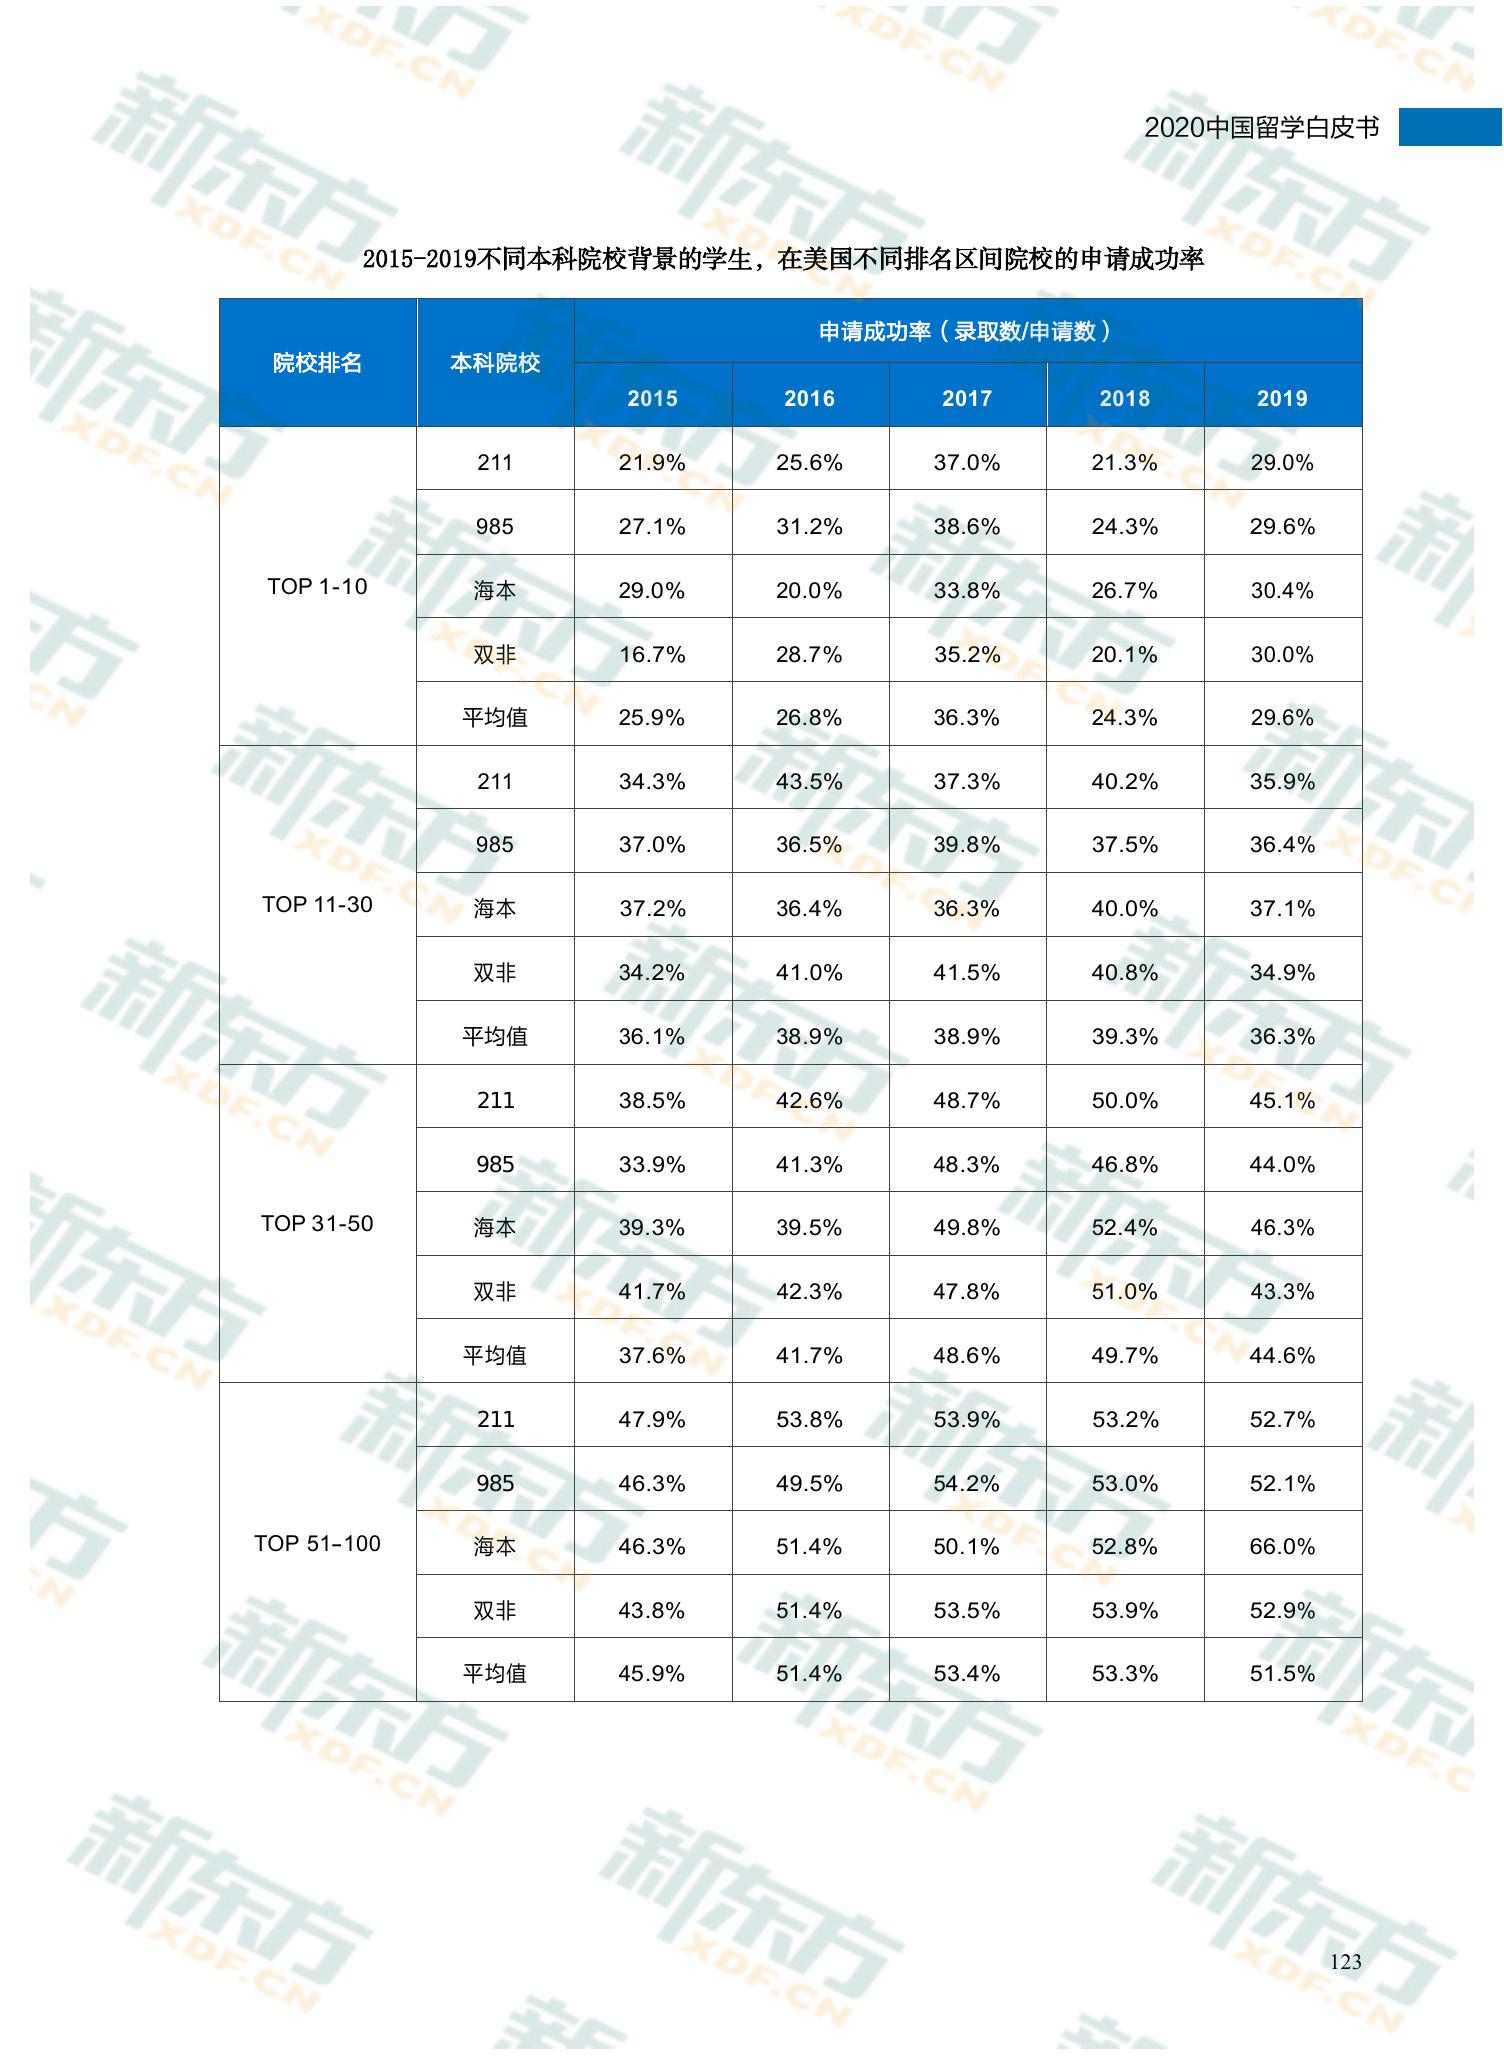 2020中国留学白皮书
2015-2019不同本科院校背景的学生，在美国不同排名区间院校的申请成功率
院校排名 本科院校 申请成功率（录取数/申请数）
2015 2016 2017 2018 2019
TOP 1-10
211 21.9% 25.6% 37.0% 21.3% 29.0%
985 27.1% 31.2% 38.6% 24.3% 29.6%
海本 29.0% 20.0% 33.8% 26.7% 30.4%
双非 16.7% 28.7% 35.2% 20.1% 30.0%
平均值 25.9% 26.8% 36.3% 24.3% 29.6%
TOP 11-30
211 34.3% 43.5% 37.3% 40.2% 35.9%
985 37.0% 36.5% 39.8% 37.5% 36.4%
海本 37.2% 36.4% 36.3% 40.0% 37.1%
双非 34.2% 41.0% 41.5% 40.8% 34.9%
平均值 36.1% 38.9% 38.9% 39.3% 36.3%
TOP 31-50
211 38.5% 42.6% 48.7% 50.0% 45.1%
985 33.9% 41.3% 48.3% 46.8% 44.0%
海本 39.3% 39.5% 49.8% 52.4% 46.3%
双非 41.7% 42.3% 47.8% 51.0% 43.3%
平均值 37.6% 41.7% 48.6% 49.7% 44.6%
TOP 51-100
211 47.9% 53.8% 53.9% 53.2% 52.7%
985 46.3% 49.5% 54.2% 53.0% 52.1%
海本 46.3% 51.4% 50.1% 52.8% 66.0%
双非 43.8% 51.4% 53.5% 53.9% 52.9%
平均值 45.9% 51.4% 53.4% 53.3% 51.5%
123
新东方
XDF.CN